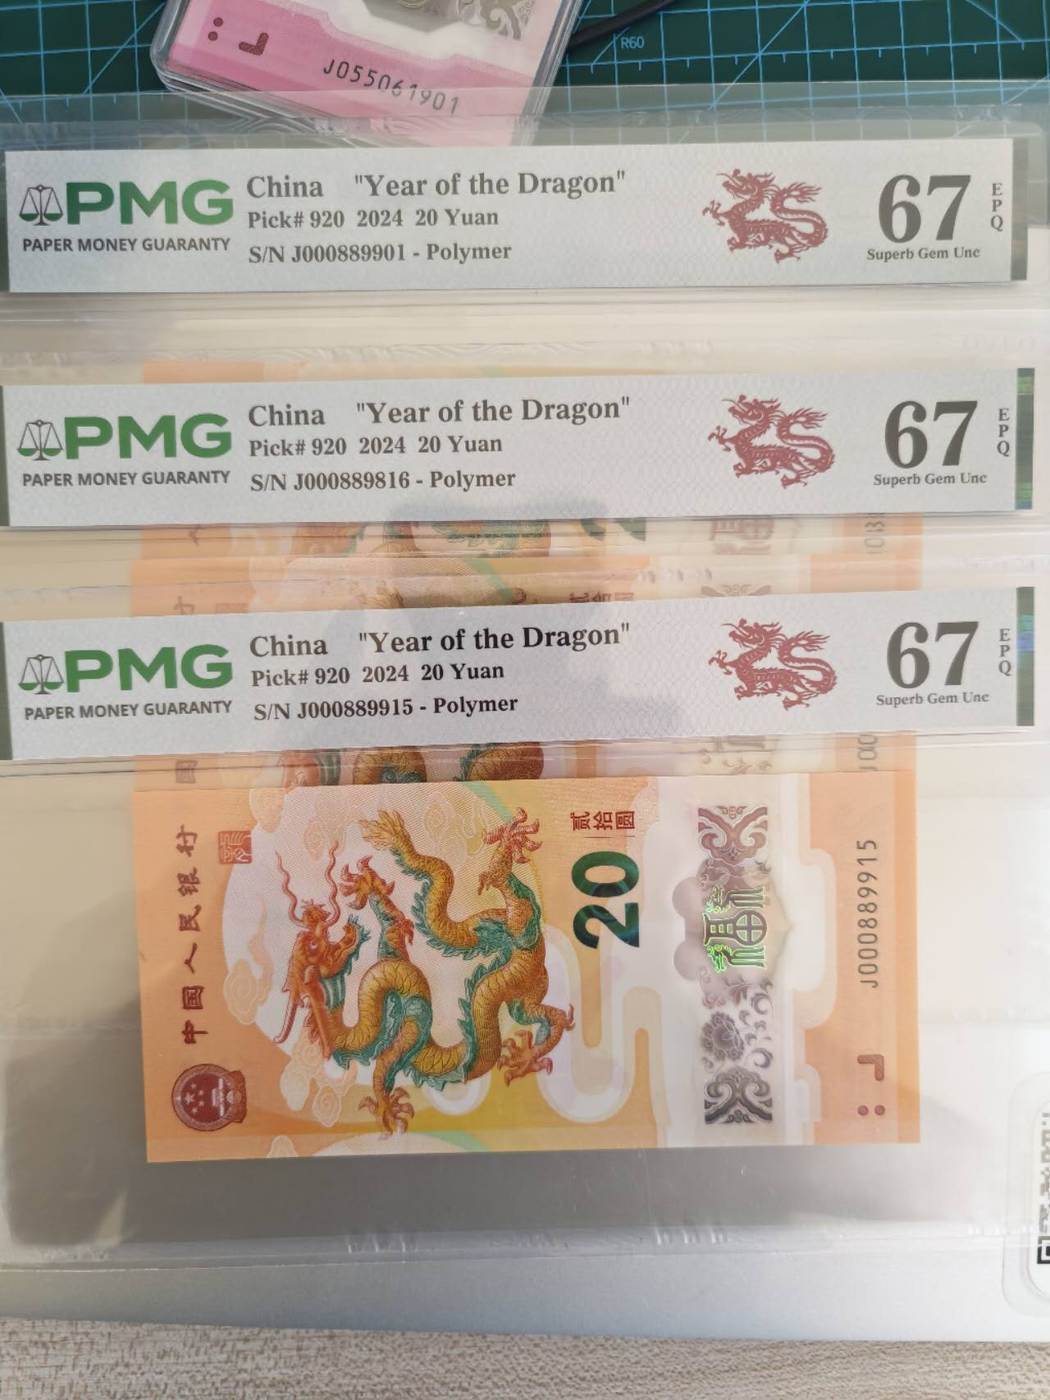 R60
J055061901
PMG
PAPER MONEY GUARANTY
China "Year of the Dragon"
Pick# 920 2024 20 Yuan
S/N J000889901 - Polymer
67
EPQ
Superb Gem Unc
PMG
PAPER MONEY GUARANTY
China "Year of the Dragon"
Pick# 920 2024 20 Yuan
S/N J000889816 - Polymer
67
EPQ
Superb Gem Unc
PMG
PAPER MONEY GUARANTY
China "Year of the Dragon"
Pick# 920 2024 20 Yuan
S/N J000889915 - Polymer
67
EPQ
Superb Gem Unc
中国人民银行
贰拾圆
20
福
J000889915